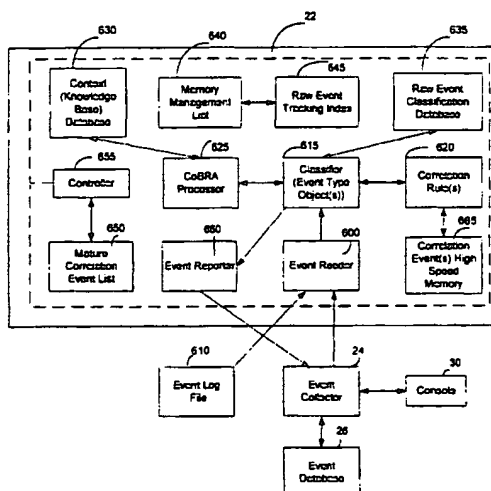 630
22
635
640
645
Context
(Knowledge
Base)
Database
Memory
Management
List
Raw Event
Tracking Index
Raw Event
Classification
Database
655
625
615
620
Controller
CoBRA
Processor
Classifier
(Event Type
Object(s))
Correlation
Rule(s)
650
660
600
665
Mature
Correlation
Event List
Event Reporter
Event Reader
Correlation
Event(s) High
Speed
Memory
610
24
30
Event Log
File
Event
Collector
Console
26
Event
Database